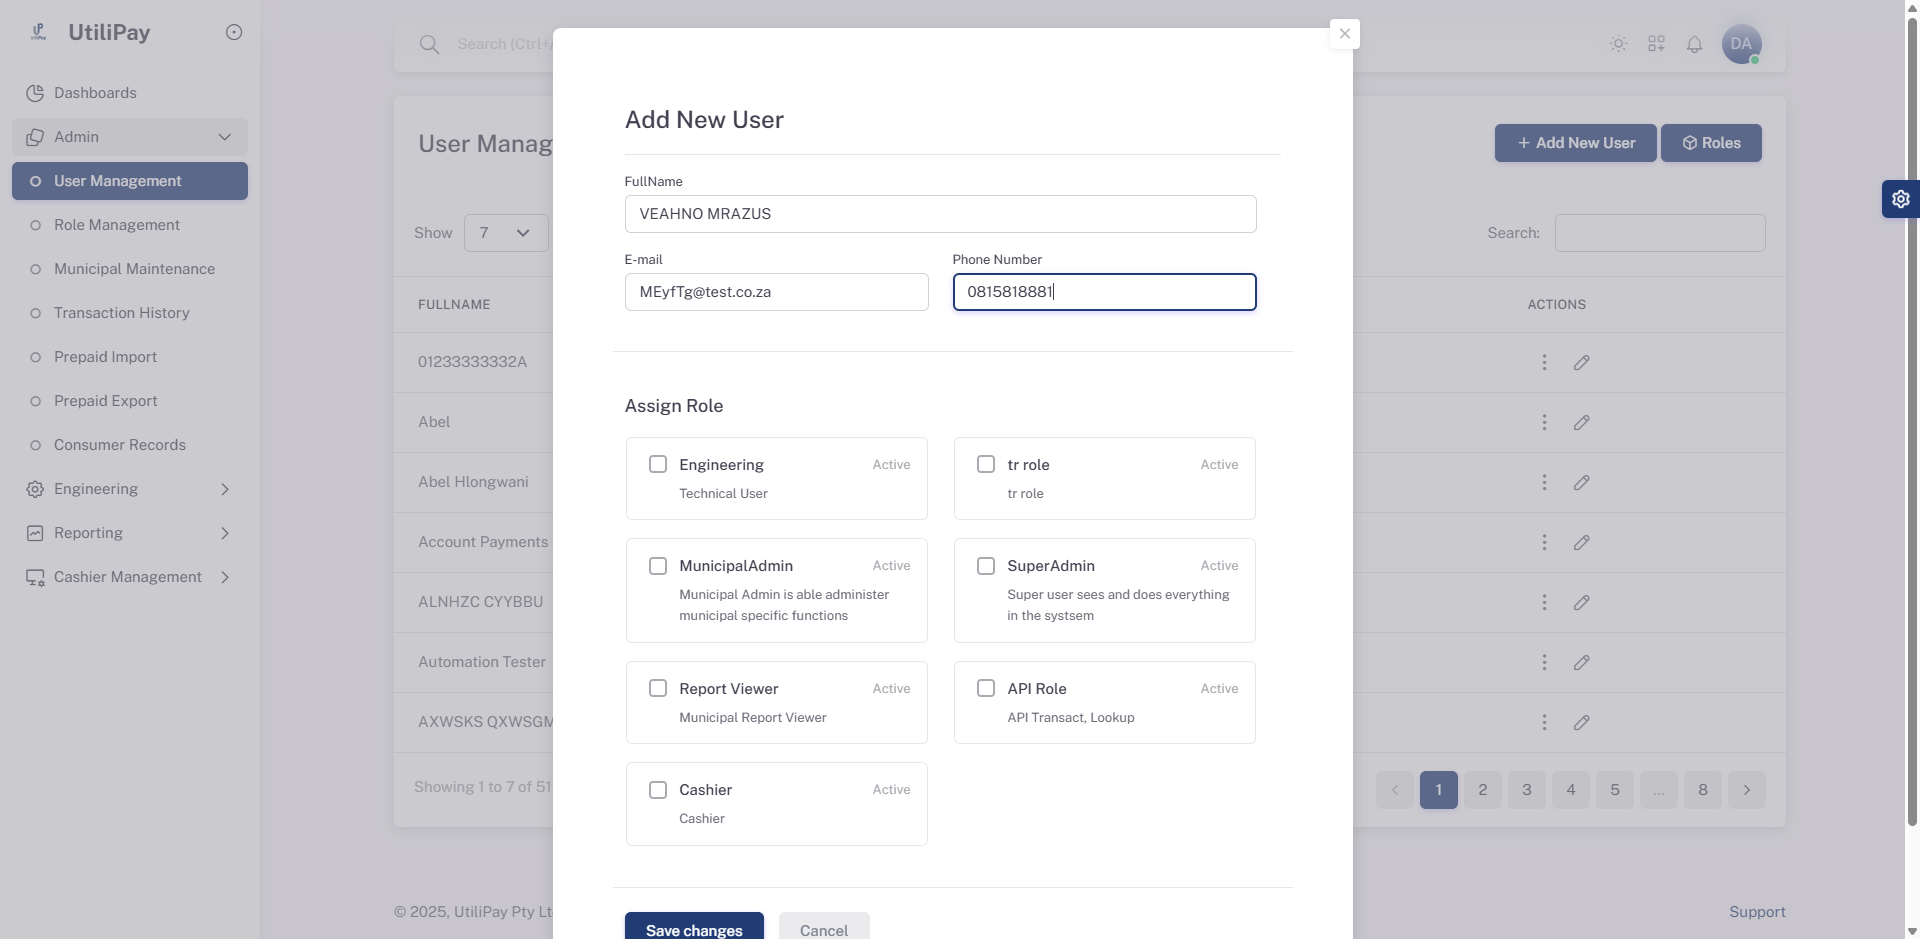 UtiliPay
Dashboards
Admin
User Management
Role Management
Municipal Maintenance
Transaction History
Prepaid Import
Prepaid Export
Consumer Records
Engineering
Reporting
Cashier Management
Search (Ctrl+/
DA
User Manag
+ Add New User
Roles
Show 7
Search:
FULLNAME
ACTIONS
01233333332A
Abel
Abel Hlongwani
Account Payments
ALNHZC CYYBBU
Automation Tester
AXWSKS QXWSGM
Showing 1 to 7 of 51
1 2 3 4 5 ... 8
© 2025, UtiliPay Pty Lt
Support
Add New User
FullName
VEAHNO MRAZUS
E-mail
Phone Number
MEyfTg@test.co.za
0815818881
Assign Role
Engineering Active
Technical User
tr role Active
tr role
MunicipalAdmin Active
Municipal Admin is able administer
municipal specific functions
SuperAdmin Active
Super user sees and does everything
in the systsem
Report Viewer Active
Municipal Report Viewer
API Role Active
API Transact, Lookup
Cashier Active
Cashier
Save changes
Cancel